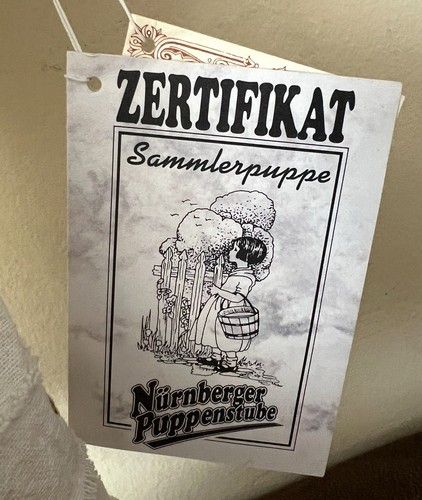 ZERTIFIKAT
Sammlerpuppe
Nürnberger
Puppenstube